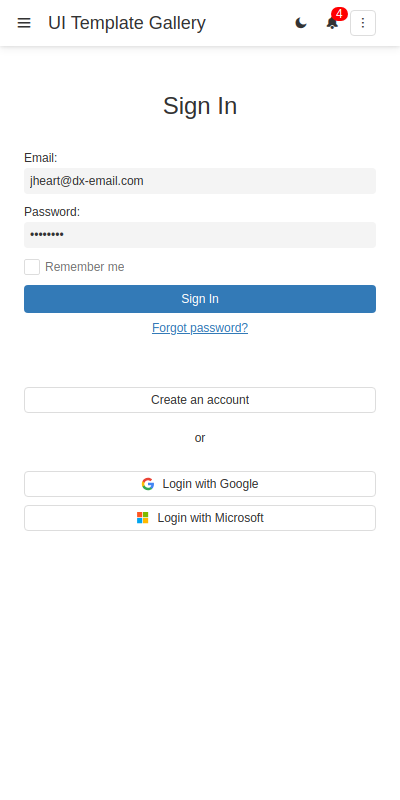 UI Template Gallery
4
Sign In
Email:
jheart@dx-email.com
Password:
••••••••
Remember me
Sign In
Forgot password?
Create an account
or
Login with Google
Login with Microsoft